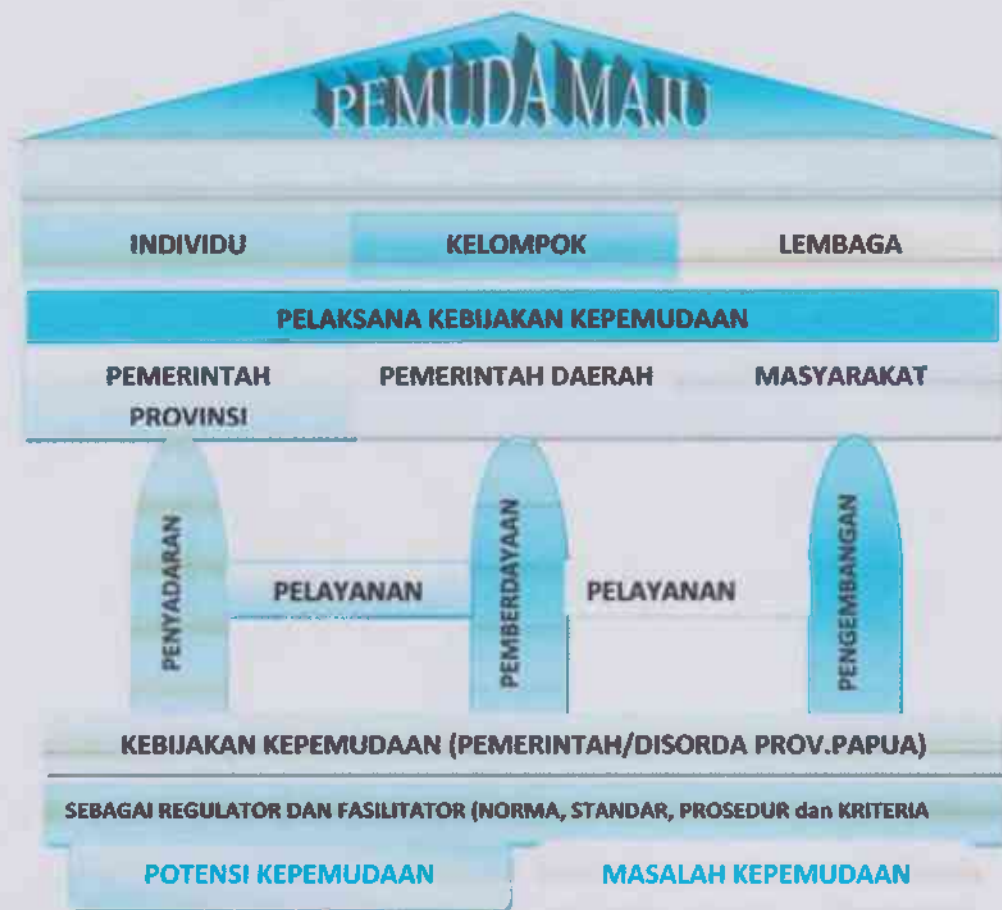 PEMUDA MAJU
INDIVIDU KELOMPOK LEMBAGA
PELAKSANA KEBIJAKAN KEPEMUDAAN
PEMERINTAH PEMERINTAH DAERAH MASYARAKAT
PROVINSI
PENYADARAN
PELAYANAN
PEMBERDAYAAN
PELAYANAN
PENGEMBANGAN
KEBIJAKAN KEPEMUDAAN (PEMERINTAH/DISORDA PROV.PAPUA)
SEBAGAI REGULATOR DAN FASILITATOR (NORMA, STANDAR, PROSEDUR dan KRITERIA
POTENSI KEPEMUDAAN MASALAH KEPEMUDAAN